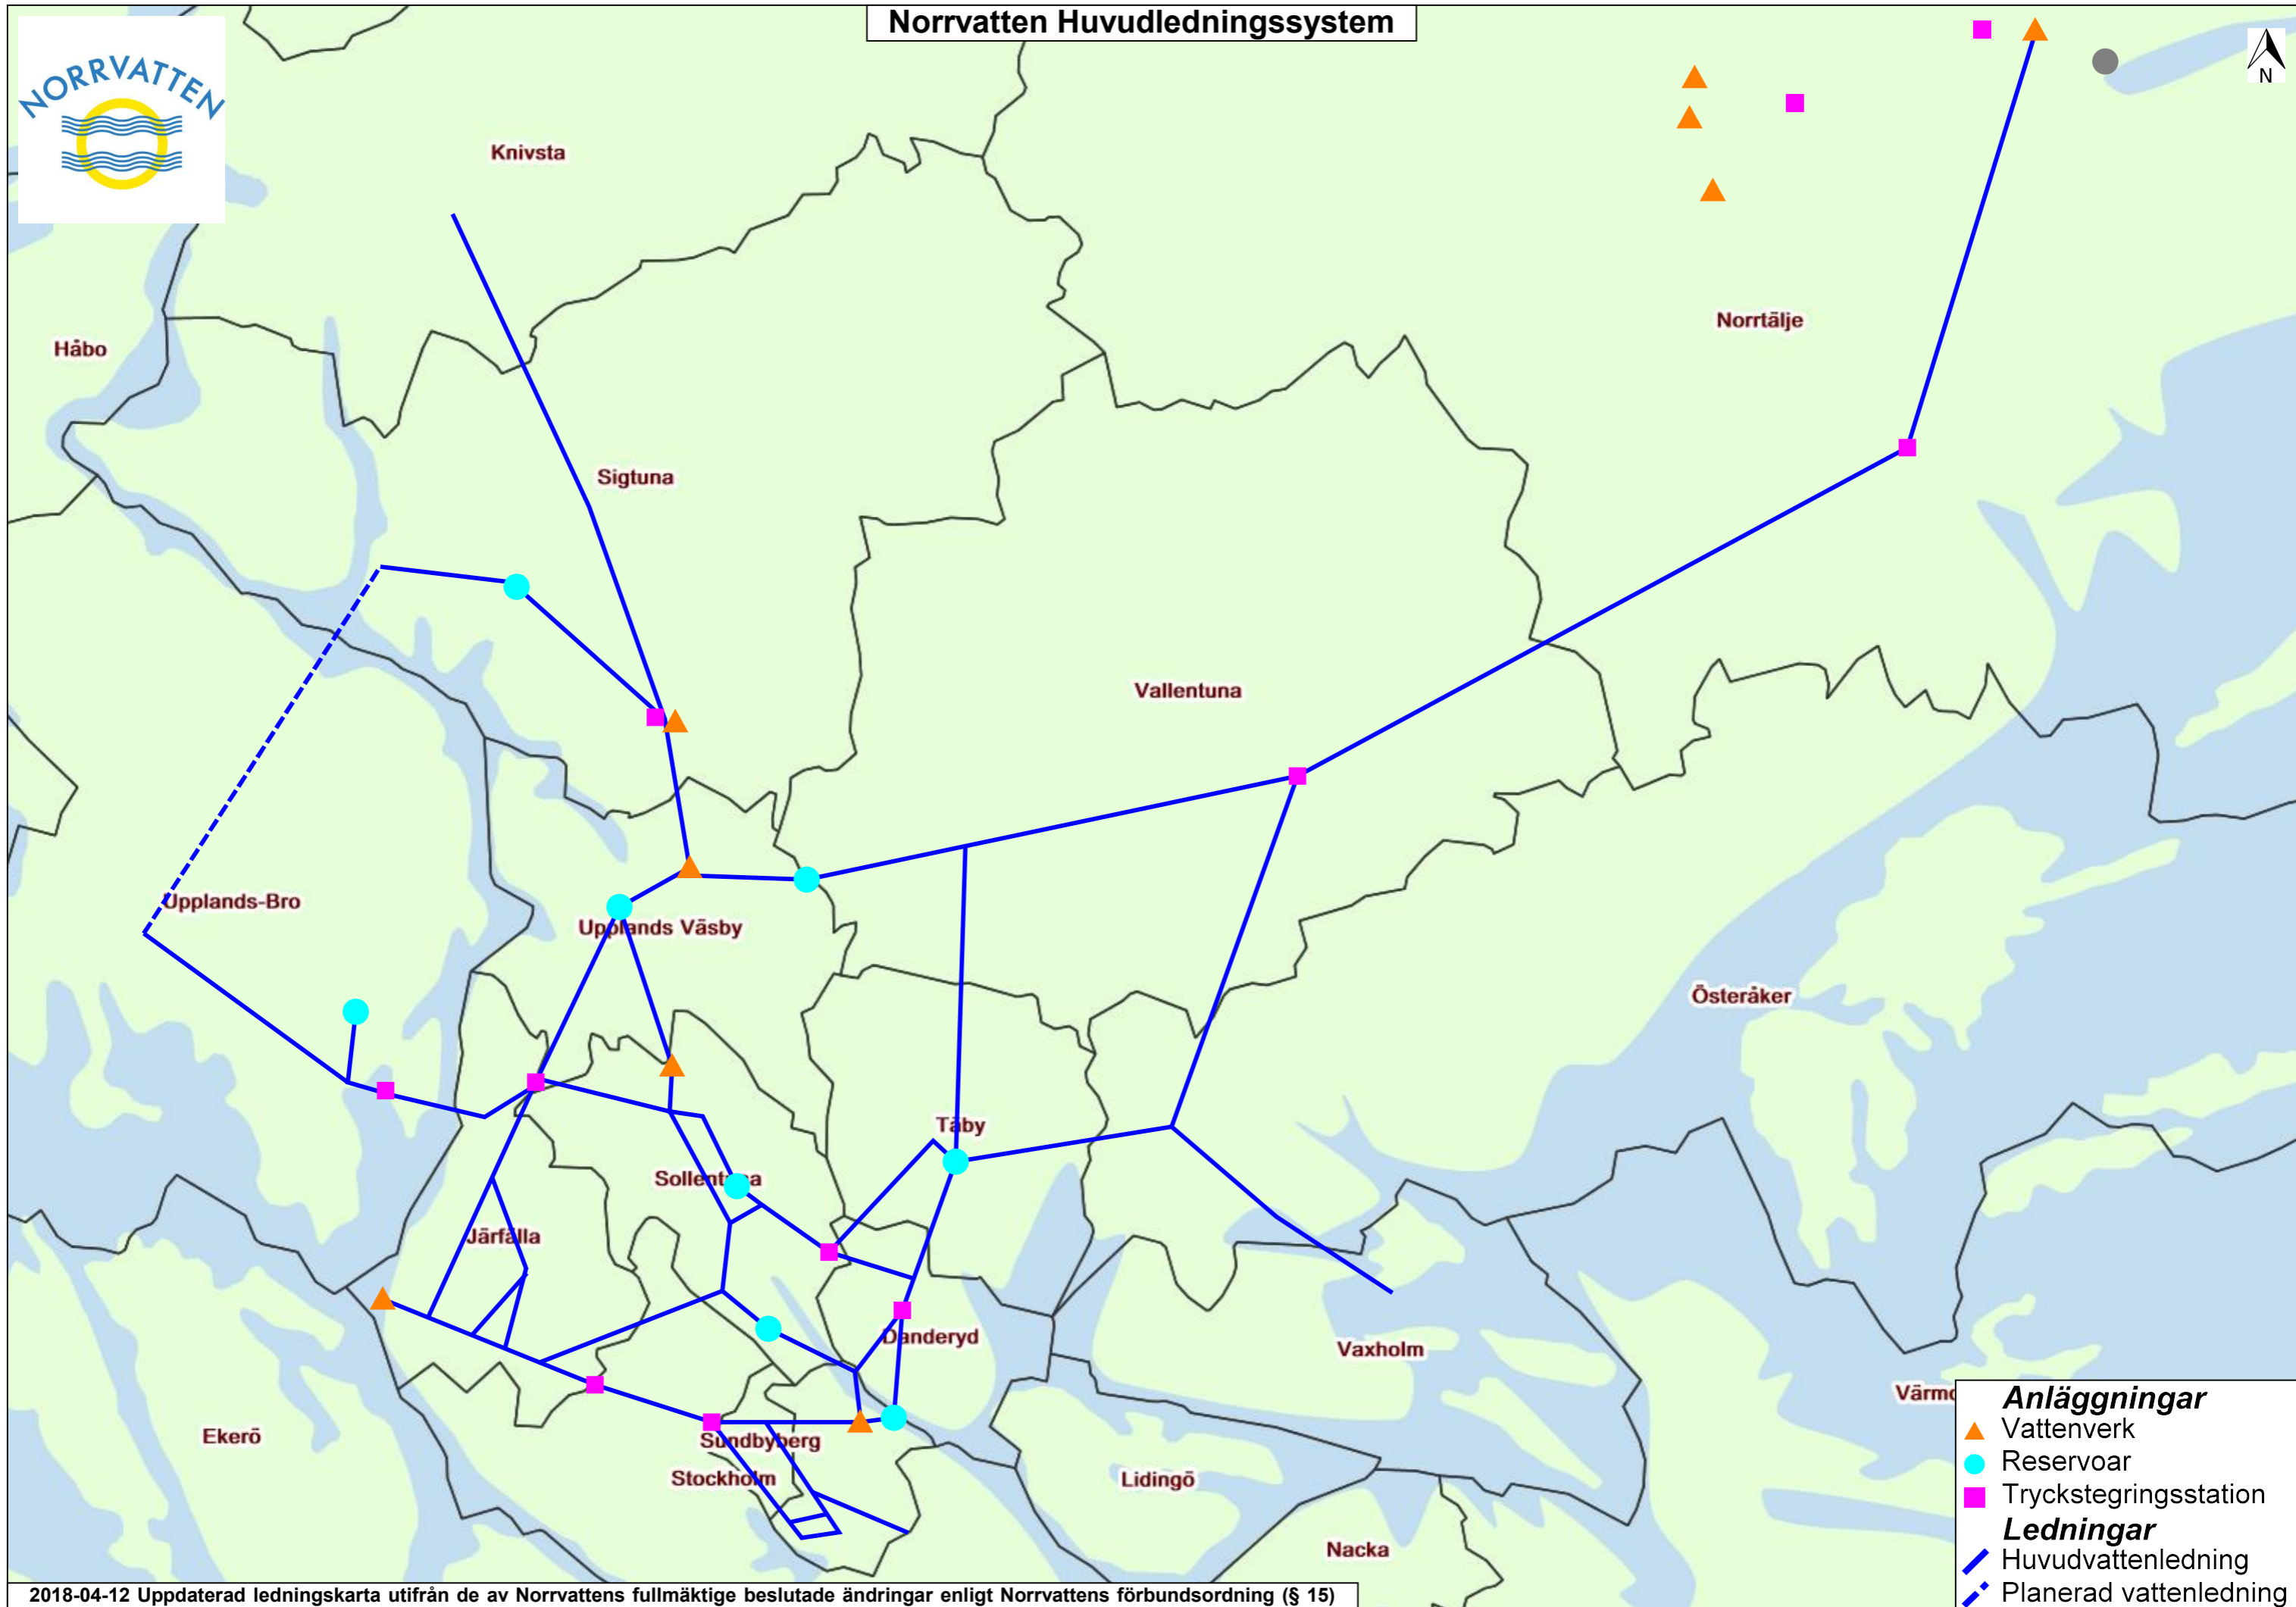 Norrvatten Huvudledningssystem
NORRVATTEN
N
Knivsta
Norrtälje
Håbo
Sigtuna
Vallentuna
Upplands-Bro
Upplands Väsby
Österåker
Täby
Sollentuna
Järfälla
Danderyd
Vaxholm
Ekerö
Sundbyberg
Stockholm
Lidingö
Nacka
Anläggningar
Vattenverk
Reservoar
Tryckstegringsstation
Ledningar
Huvudvattenledning
Planerad vattenledning
2018-04-12 Uppdaterad ledningskarta utifrån de av Norrvattens fullmäktige beslutade ändringar enligt Norrvattens förbundsordning (§ 15)